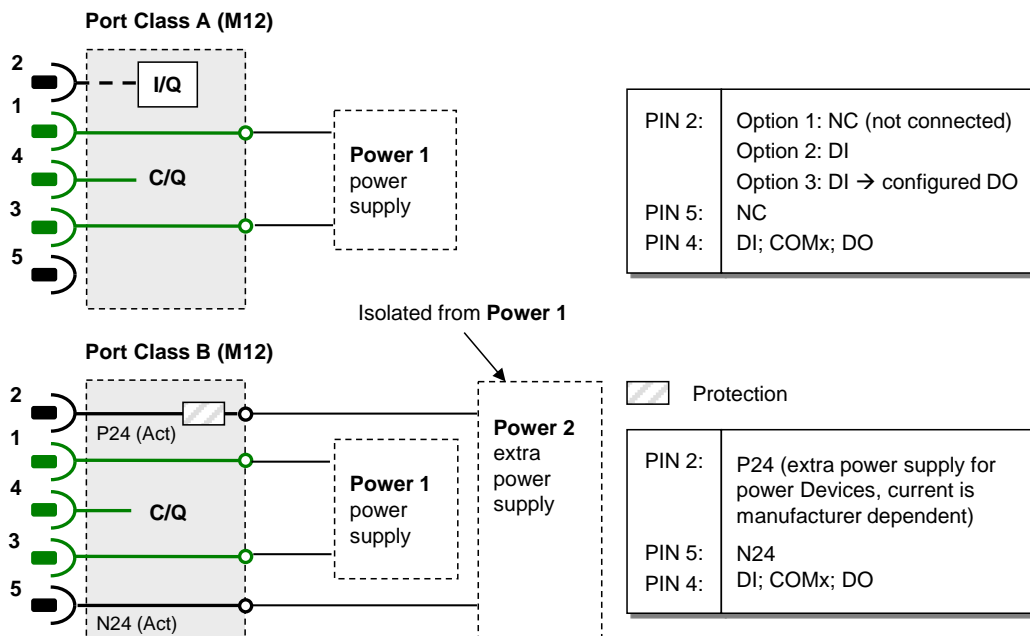 Port Class A (M12)
2
I/Q
1
4
C/Q
3
5
Power 1
power
supply
PIN 2: Option 1: NC (not connected)
Option 2: DI
Option 3: DI → configured DO
PIN 5: NC
PIN 4: DI; COMx; DO
Isolated from Power 1
Port Class B (M12)
2
P24 (Act)
1
4
C/Q
3
5
N24 (Act)
Power 1
power
supply
Power 2
extra
power
supply
Protection
PIN 2: P24 (extra power supply for
power Devices, current is
manufacturer dependent)
PIN 5: N24
PIN 4: DI; COMx; DO